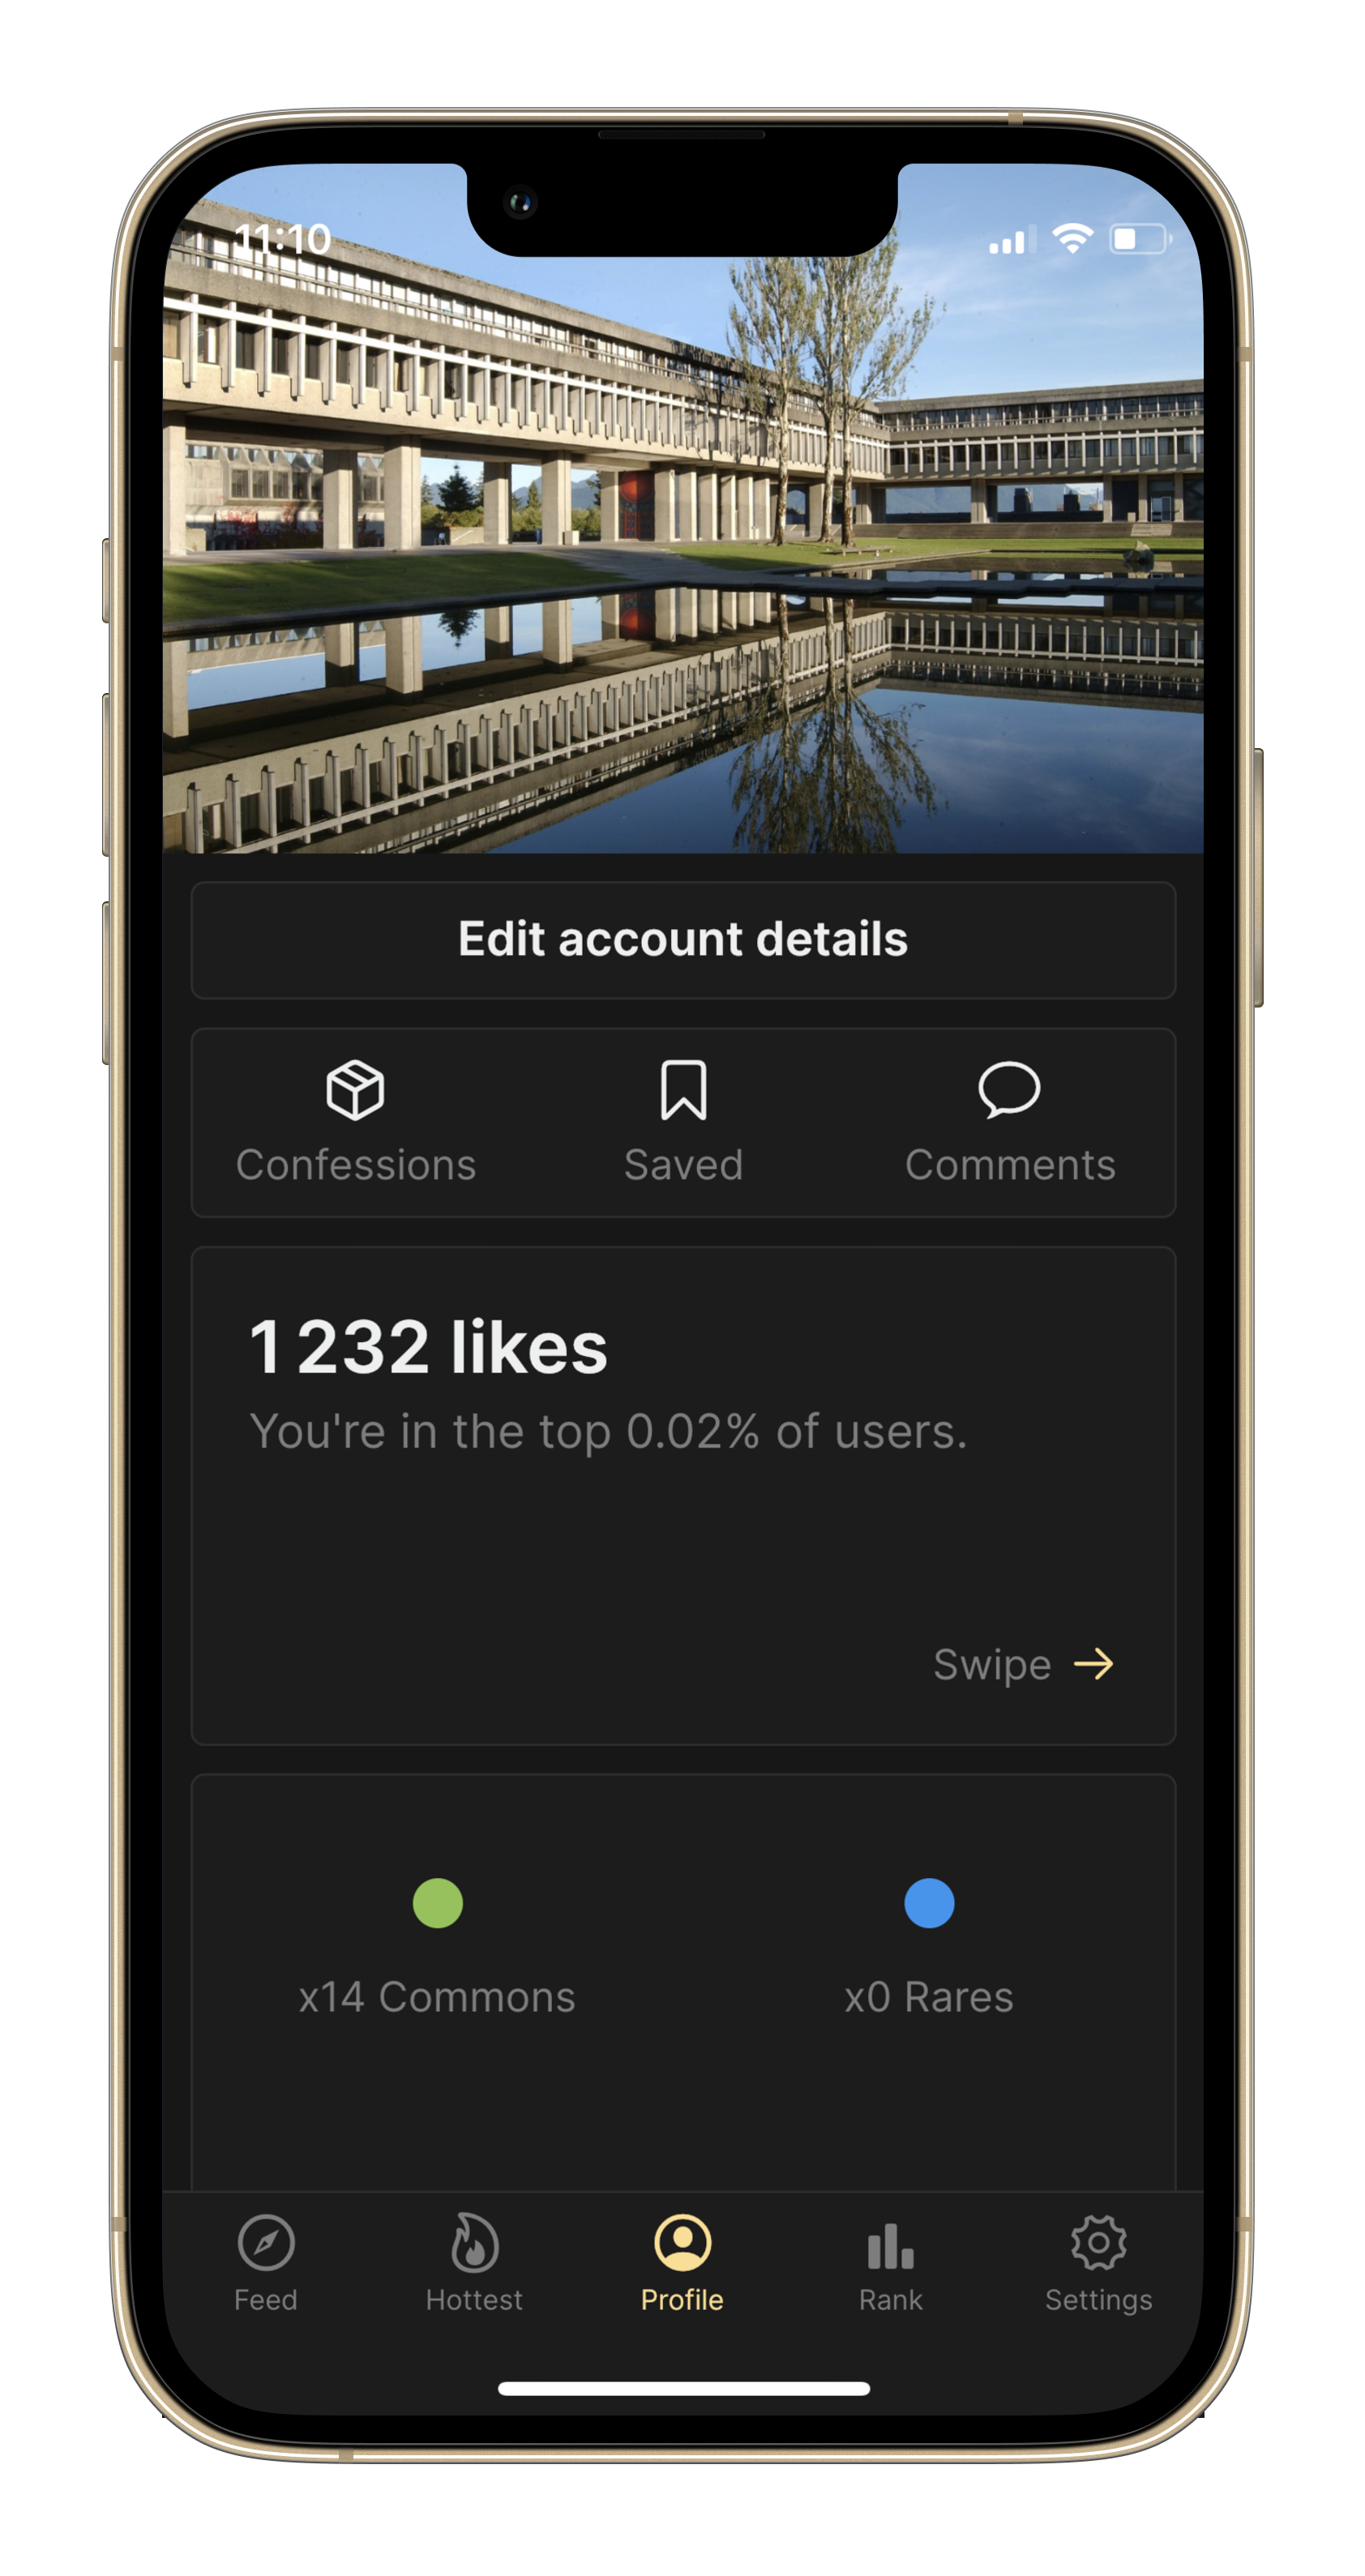 11:10
Edit account details
Confessions Saved Comments
1 232 likes
You're in the top 0.02% of users.
Swipe →
x14 Commons x0 Rares
Feed Hottest Profile Rank Settings